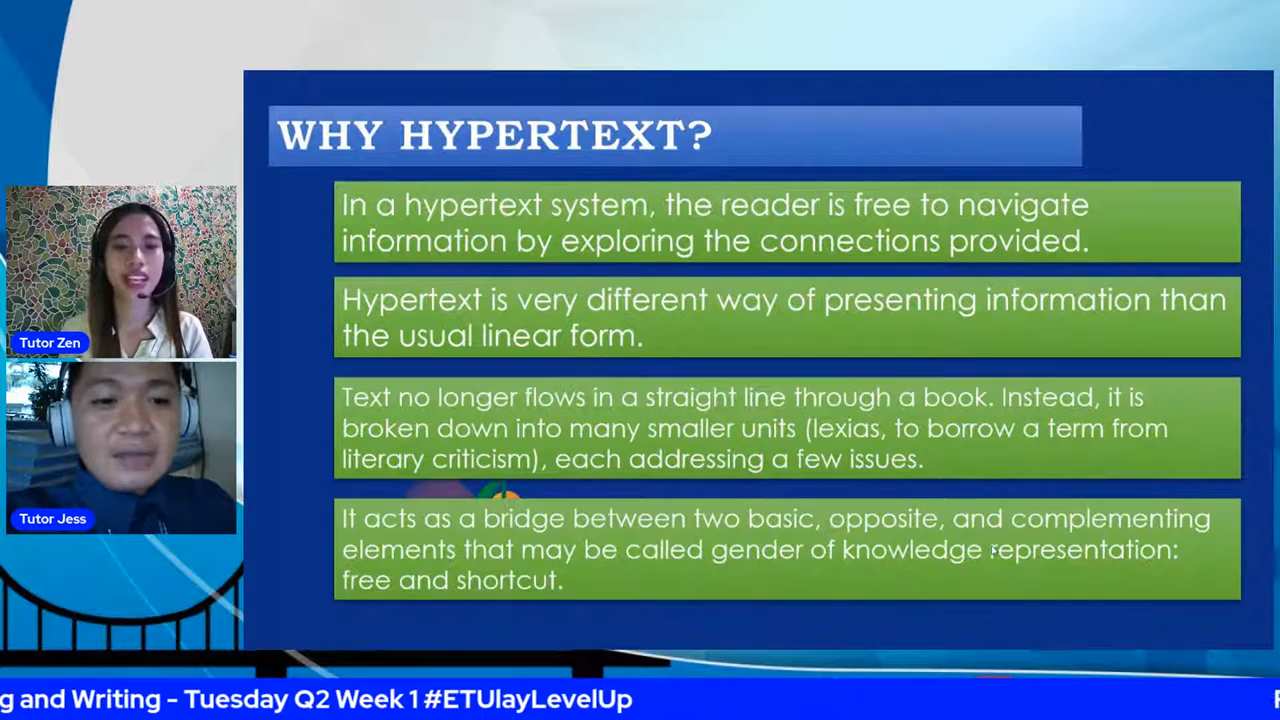 WHY HYPERTEXT?
In a hypertext system, the reader is free to navigate
information by exploring the connections provided.
Hypertext is very different way of presenting information than
the usual linear form.
Text no longer flows in a straight line through a book. Instead, it is
broken down into many smaller units (lexias, to borrow a term from
literary criticism), each addressing a few issues.
It acts as a bridge between two basic, opposite, and complementing
elements that may be called gender of knowledge representation:
free and shortcut.
Tutor Zen
Tutor Jess
g and Writing - Tuesday Q2 Week 1 #ETUlayLevelUp